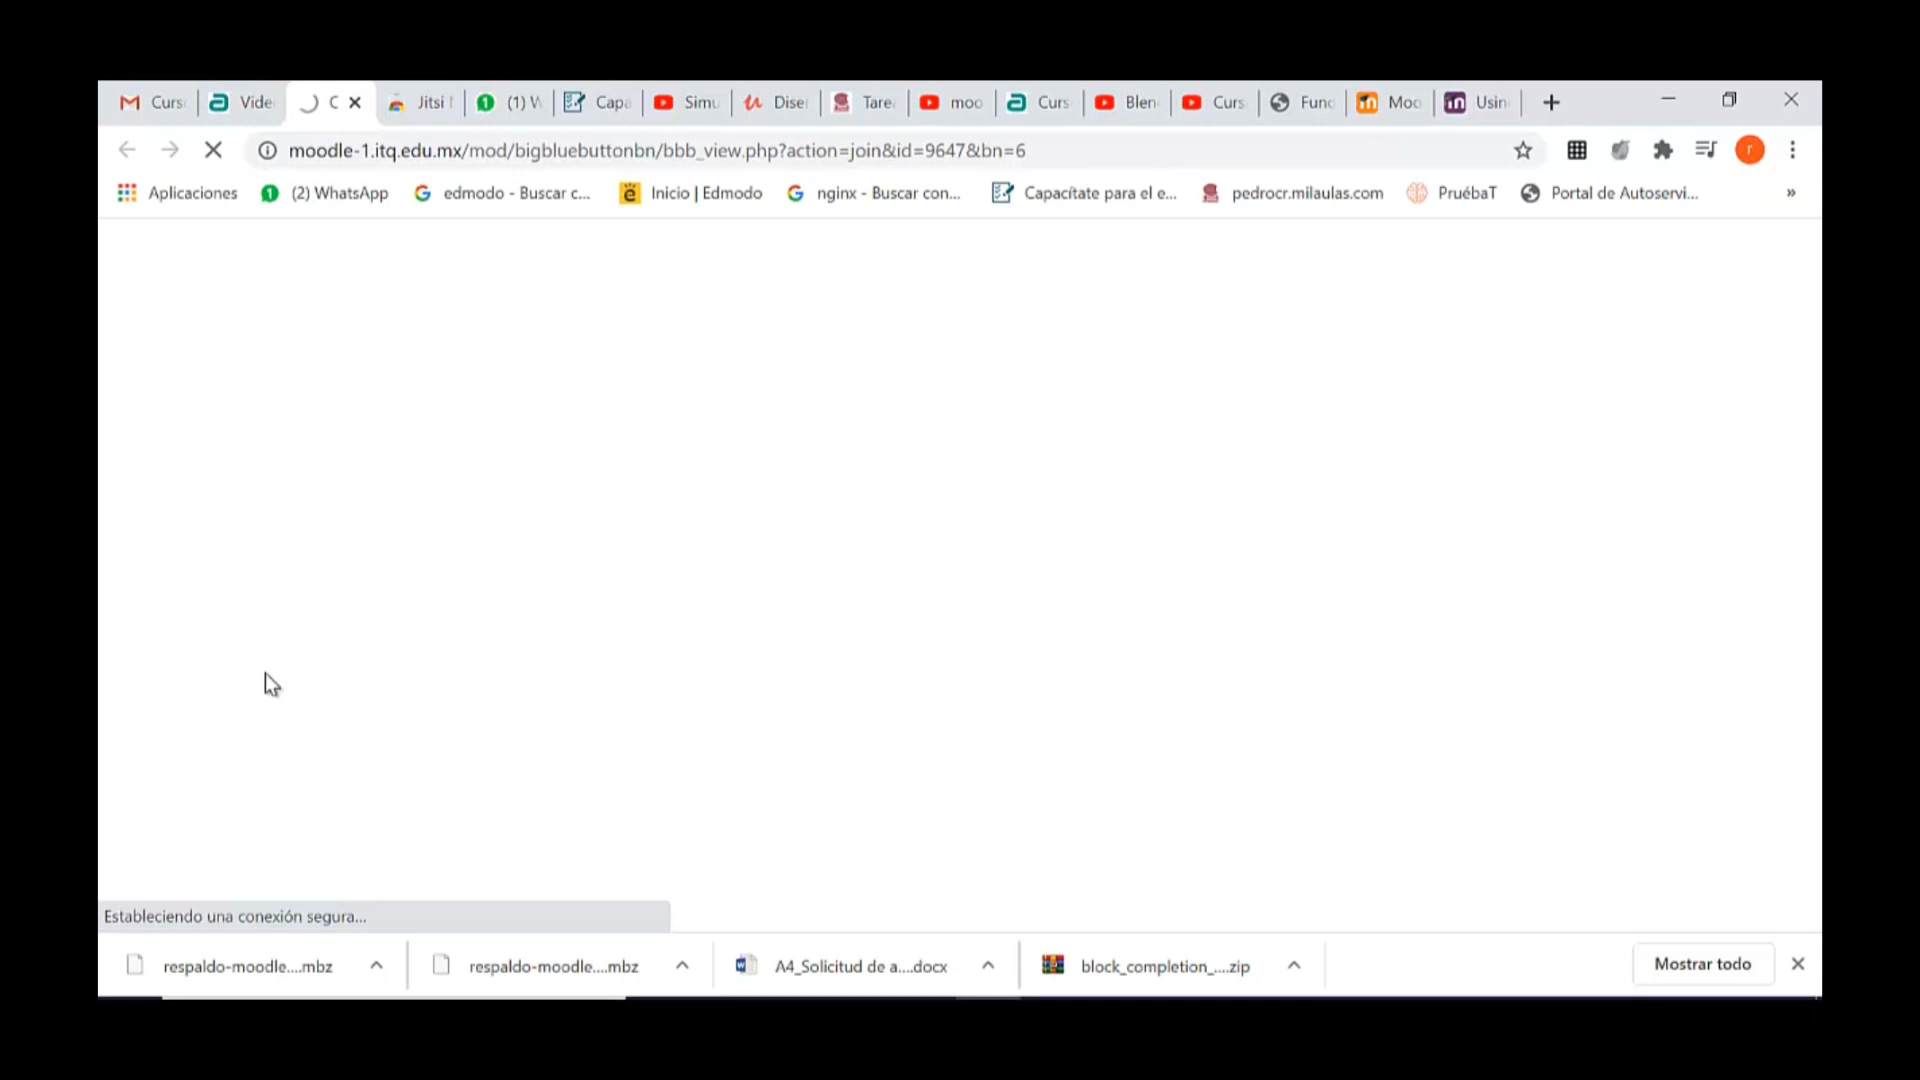 Curs Vide C Jitsi (1) Capa Simu Dise Tare moo Curs Blen Curs Func Moo Usin
moodle-1.itq.edu.mx/mod/bigbluebuttonbn/bbb_view.php?action=join&id=9647&bn=6
Aplicaciones (2) WhatsApp edmodo - Buscar c... Inicio | Edmodo nginx - Buscar con... Capacítate para el e... pedrocr.milaulas.com PruébaT Portal de Autoservi... »
Estableciendo una conexión segura...
respaldo-moodle....mbz respaldo-moodle....mbz A4_Solicitud de a....docx block_completion_....zip Mostrar todo